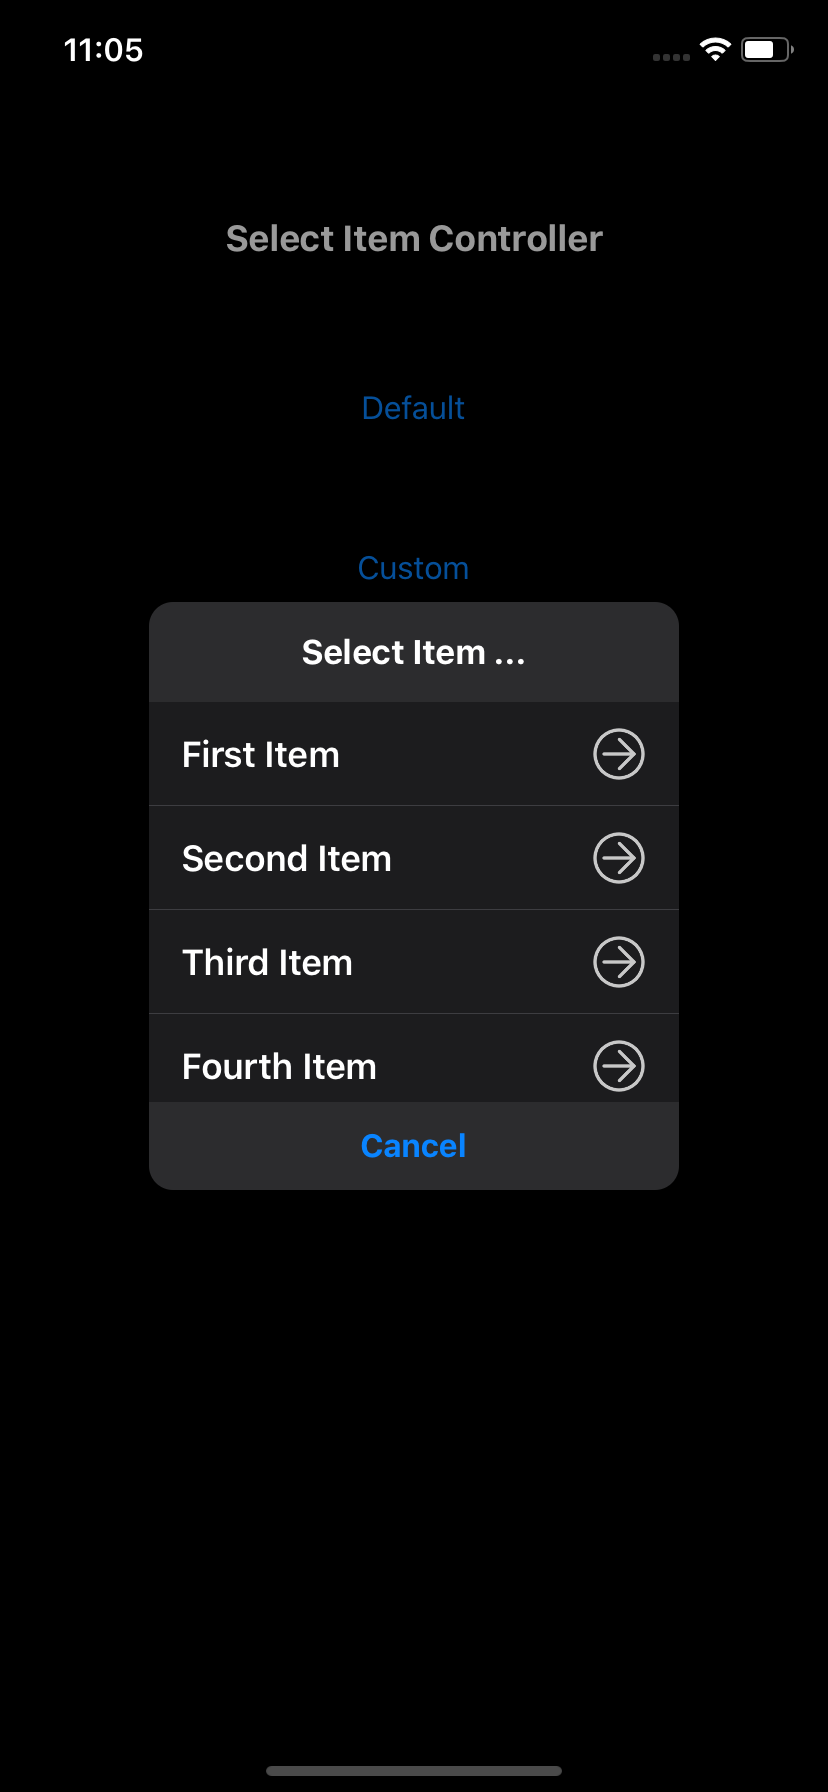 11:05
Select Item Controller
Default
Custom
Select Item ...
First Item
Second Item
Third Item
Fourth Item
Cancel